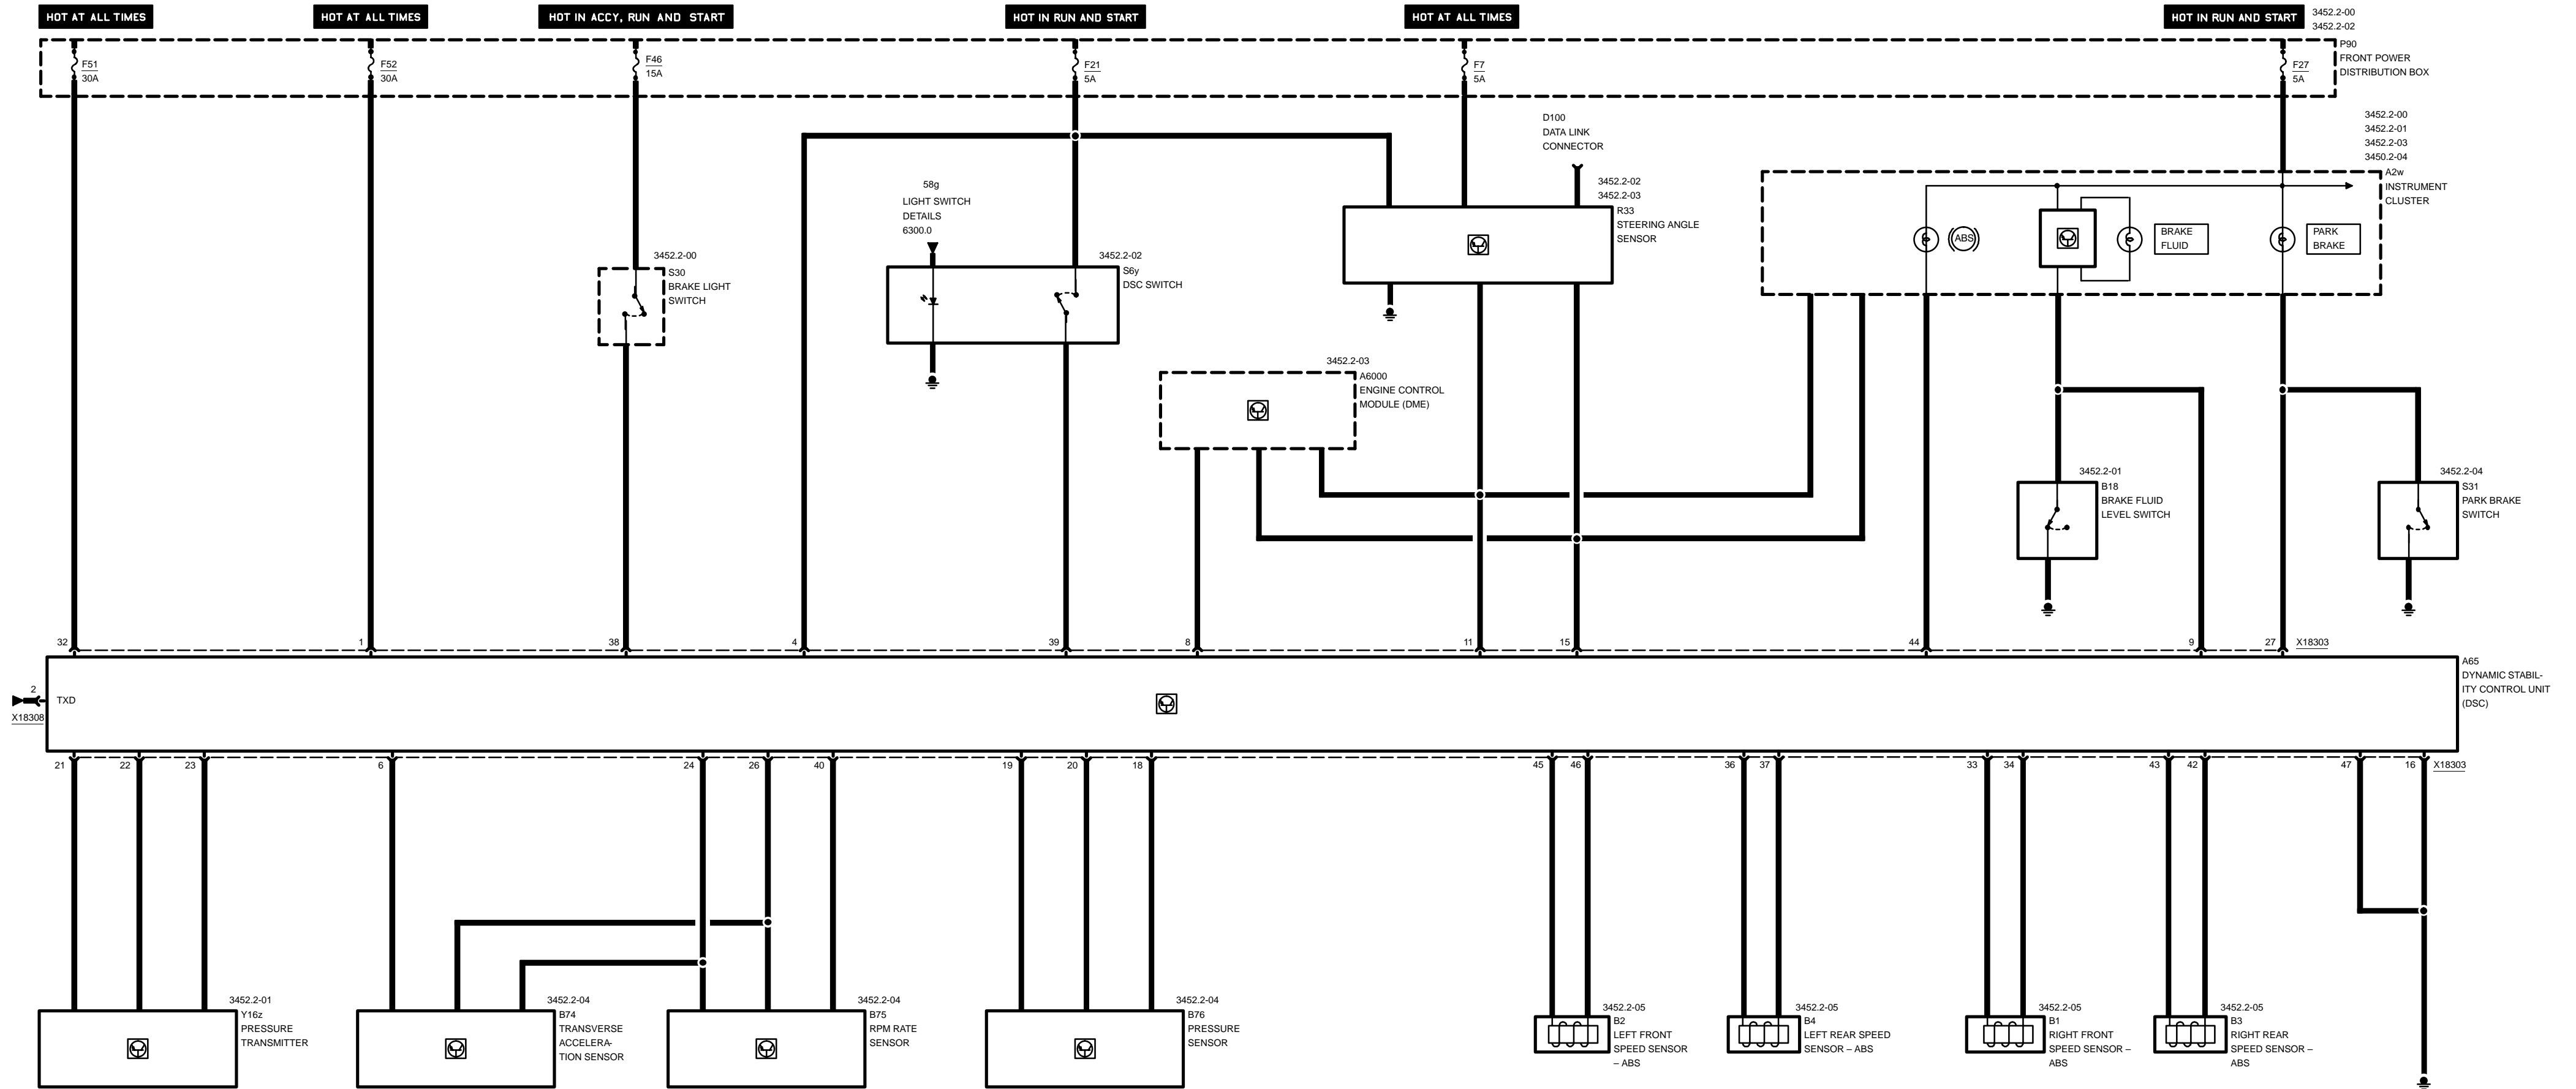 HOT AT ALL TIMES
HOT AT ALL TIMES
HOT IN ACCY, RUN AND START
HOT IN RUN AND START
HOT AT ALL TIMES
HOT IN RUN AND START
3452.2-00
3452.2-02
P90
FRONT POWER
DISTRIBUTION BOX
F51
30A
F52
30A
F46
15A
F21
5A
F7
5A
F27
5A
D100
DATA LINK
CONNECTOR
3452.2-00
3452.2-01
3452.2-03
3450.2-04
A2w
INSTRUMENT
CLUSTER
58g
LIGHT SWITCH
DETAILS
6300.0
3452.2-02
3452.2-03
R33
STEERING ANGLE
SENSOR
ABS
BRAKE
FLUID
PARK
BRAKE
3452.2-00
S30
BRAKE LIGHT
SWITCH
3452.2-02
S6y
DSC SWITCH
3452.2-03
A6000
ENGINE CONTROL
MODULE (DME)
3452.2-01
B18
BRAKE FLUID
LEVEL SWITCH
3452.2-04
S31
PARK BRAKE
SWITCH
32
1
38
4
39
8
11
15
44
9
27
X18303
A65
DYNAMIC STABIL-
ITY CONTROL UNIT
(DSC)
2
TXD
X18308
21
22
23
6
24
26
40
19
20
18
45
46
36
37
33
34
43
42
47
16
X18303
3452.2-01
Y16z
PRESSURE
TRANSMITTER
3452.2-04
B74
TRANSVERSE
ACCELERA-
TION SENSOR
3452.2-04
B75
RPM RATE
SENSOR
3452.2-04
B76
PRESSURE
SENSOR
3452.2-05
B2
LEFT FRONT
SPEED SENSOR
– ABS
3452.2-05
B4
LEFT REAR SPEED
SENSOR – ABS
3452.2-05
B1
RIGHT FRONT
SPEED SENSOR –
ABS
3452.2-05
B3
RIGHT REAR
SPEED SENSOR –
ABS